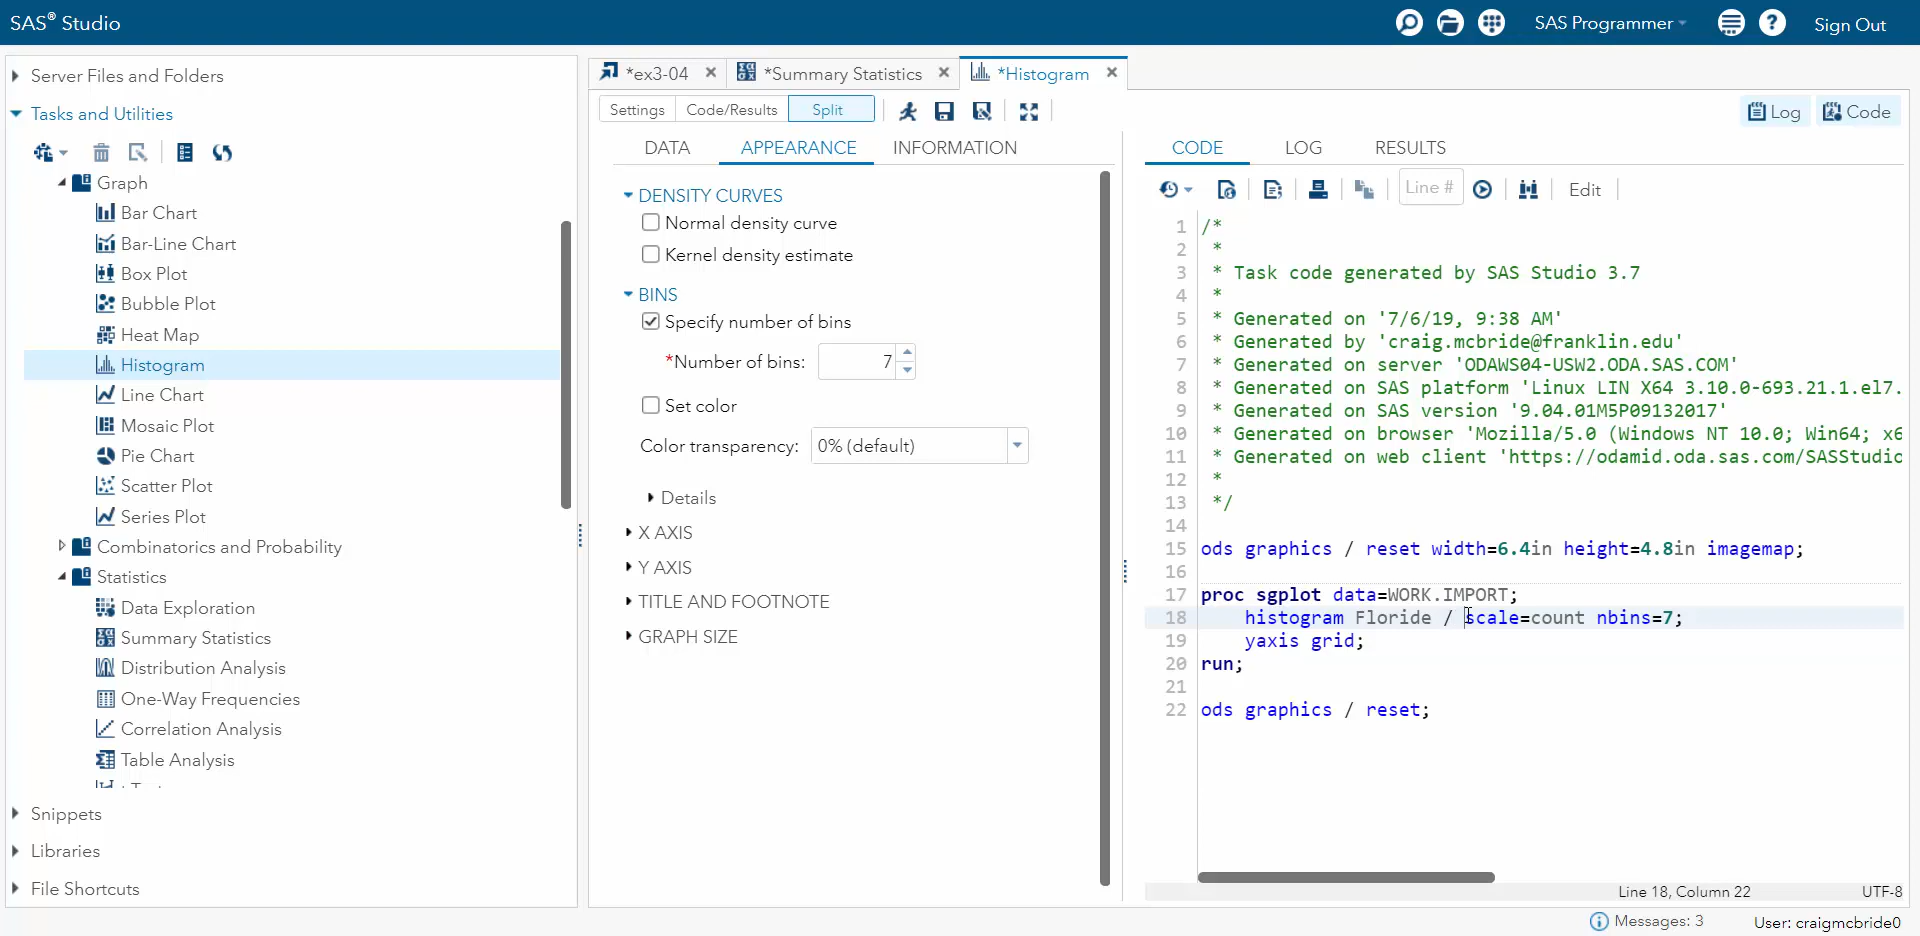 SAS® Studio
SAS Programmer
Sign Out
Server Files and Folders
Tasks and Utilities
Graph
Bar Chart
Bar-Line Chart
Box Plot
Bubble Plot
Heat Map
Histogram
Line Chart
Mosaic Plot
Pie Chart
Scatter Plot
Series Plot
Combinatorics and Probability
Statistics
Data Exploration
Summary Statistics
Distribution Analysis
One-Way Frequencies
Correlation Analysis
Table Analysis
Snippets
Libraries
File Shortcuts
*ex3-04
*Summary Statistics
*Histogram
Settings
Code/Results
Split
Log
Code
DATA
APPEARANCE
INFORMATION
DENSITY CURVES
Normal density curve
Kernel density estimate
BINS
Specify number of bins
*Number of bins: 7
Set color
Color transparency: 0% (default)
Details
X AXIS
Y AXIS
TITLE AND FOOTNOTE
GRAPH SIZE
CODE
LOG
RESULTS
Line #
Edit
1 /*
2 *
3 * Task code generated by SAS Studio 3.7
4 *
5 * Generated on '7/6/19, 9:38 AM'
6 * Generated by 'craig.mcbride@franklin.edu'
7 * Generated on server 'ODAWS04-USW2.ODA.SAS.COM'
8 * Generated on SAS platform 'Linux LIN X64 3.10.0-693.21.1.el7.
9 * Generated on SAS version '9.04.01M5P09132017'
10 * Generated on browser 'Mozilla/5.0 (Windows NT 10.0; Win64; x6
11 * Generated on web client 'https://odamid.oda.sas.com/SASStudio
12 *
13 */
14
15 ods graphics / reset width=6.4in height=4.8in imagemap;
16
17 proc sgplot data=WORK.IMPORT;
18 histogram Floride / scale=count nbins=7;
19 yaxis grid;
20 run;
21
22 ods graphics / reset;
Line 18, Column 22
UTF-8
Messages: 3
User: craigmcbride0